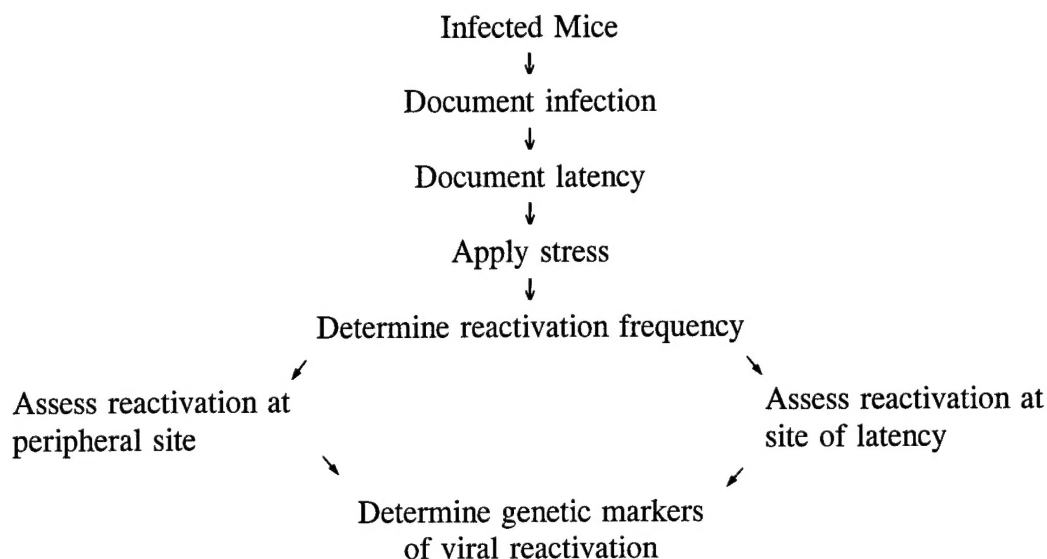 Infected Mice
Document infection
Document latency
Apply stress
Determine reactivation frequency
Assess reactivation at
peripheral site
Assess reactivation at
site of latency
Determine genetic markers
of viral reactivation